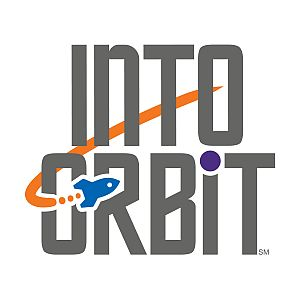 INTO
ORBiT
SM